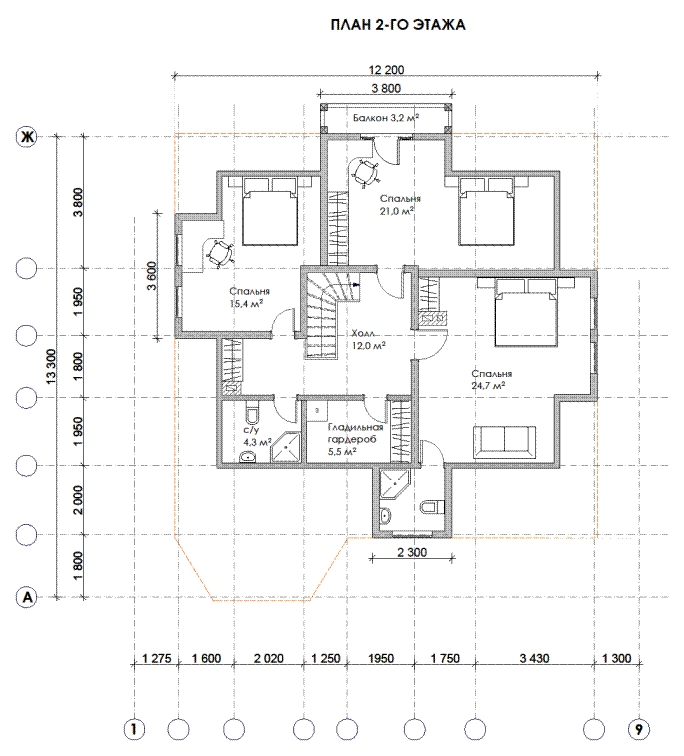 ПЛАН 2-ГО ЭТАЖА
12 200
3 800
Балкон 3,2 м²
Ж
3 800
Спальня
21,0 м²
3 600
Спальня
15,4 м²
1 950
13 300
Холл
12,0 м²
1 800
Спальня
24,7 м²
1 950
с/у
4,3 м²
3
Гладильная
гардероб
5,5 м²
2 000
2 300
1 800
А
1 275
1 600
2 020
1 250
1950
1 750
3 430
1 300
1
9